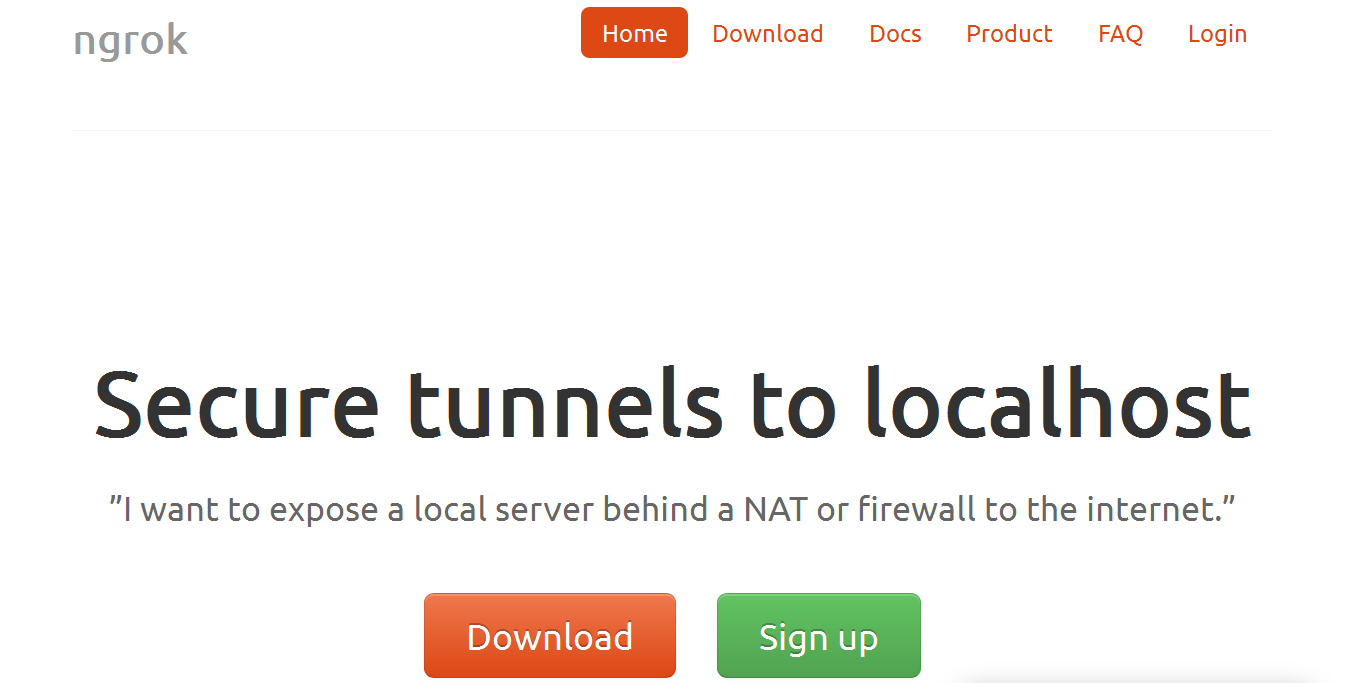 ngrok
Home Download Docs Product FAQ Login
Secure tunnels to localhost
”I want to expose a local server behind a NAT or firewall to the internet.”
Download Sign up